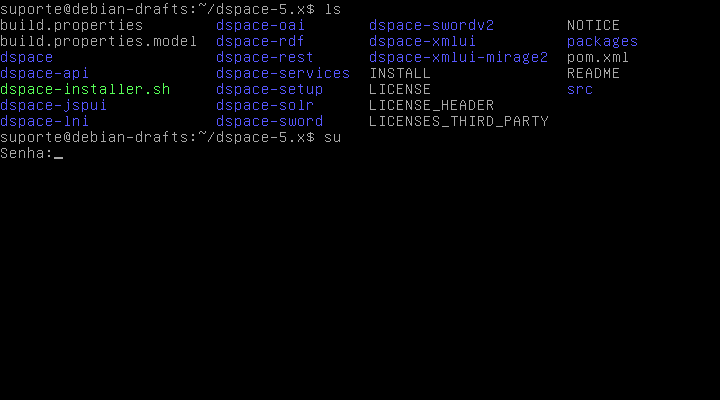 suporte@debian-drafts:~/dspace-5.x$ ls
build.properties dspace-oai dspace-swordv2 NOTICE
build.properties.model dspace-rdf dspace-xmlui packages
dspace dspace-rest dspace-xmlui-mirage2 pom.xml
dspace-api dspace-services INSTALL README
dspace-installer.sh dspace-setup LICENSE src
dspace-jspui dspace-solr LICENSE_HEADER
dspace-lni dspace-sword LICENSES_THIRD_PARTY
suporte@debian-drafts:~/dspace-5.x$ su
Senha:_